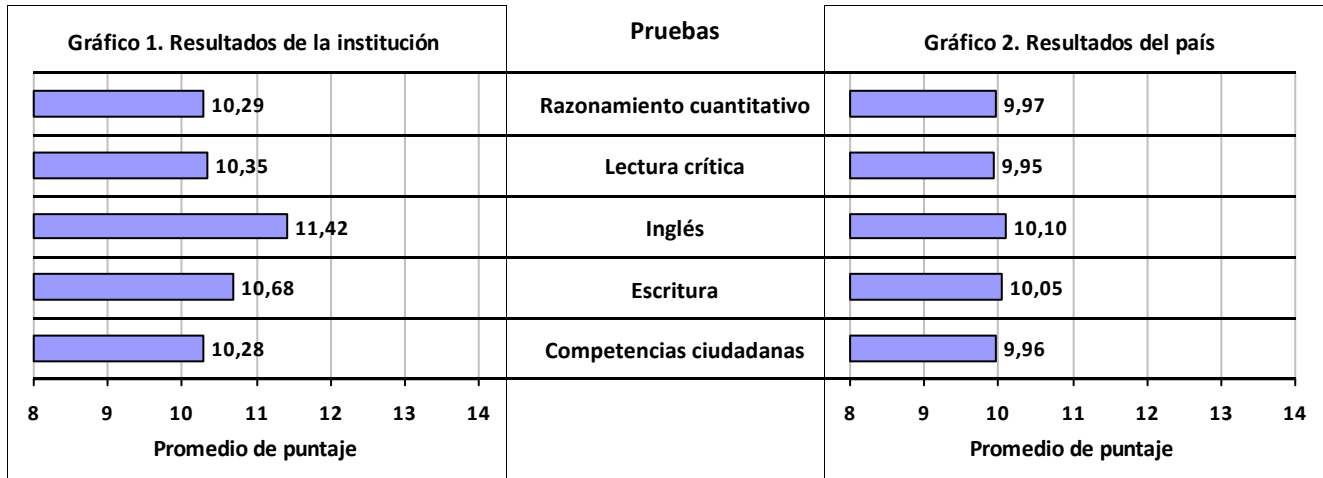 Gráfico 1. Resultados de la institución
Pruebas
Gráfico 2. Resultados del país
10,29
Razonamiento cuantitativo
9,97
10,35
Lectura crítica
9,95
11,42
Inglés
10,10
10,68
Escritura
10,05
10,28
Competencias ciudadanas
9,96
8 9 10 11 12 13 14
8 9 10 11 12 13 14
Promedio de puntaje
Promedio de puntaje